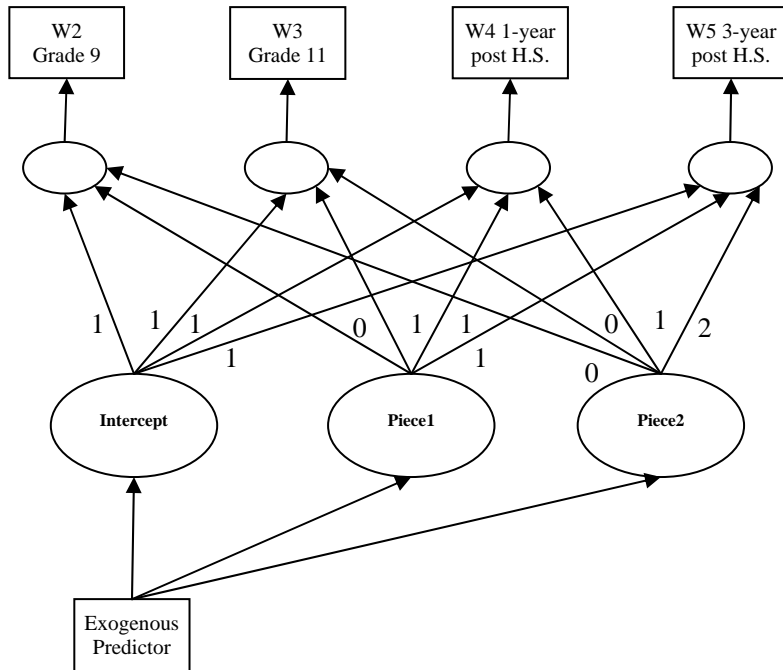 W2
Grade 9
W3
Grade 11
W4 1-year
post H.S.
W5 3-year
post H.S.
1
1
1
1
0
1
1
1
0
0
1
2
Intercept
Piece1
Piece2
Exogenous
Predictor